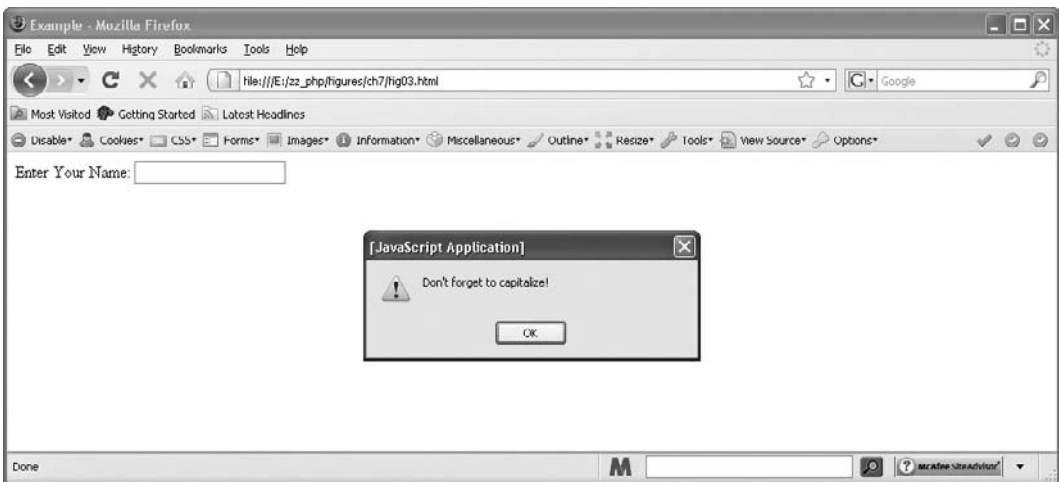 Example - Mozilla Firefox
File Edit View History Bookmarks Tools Help
file:///E:/zz_php/figures/ch7/fig03.html
G Google
Most Visited Getting Started Latest Headlines
Disable Cookies CSS Forms Images Information Miscellaneous Outline Resize Tools View Source Options
Enter Your Name:
[JavaScript Application]
Don't forget to capitalize!
OK
Done
M
McAfee SiteAdvisor